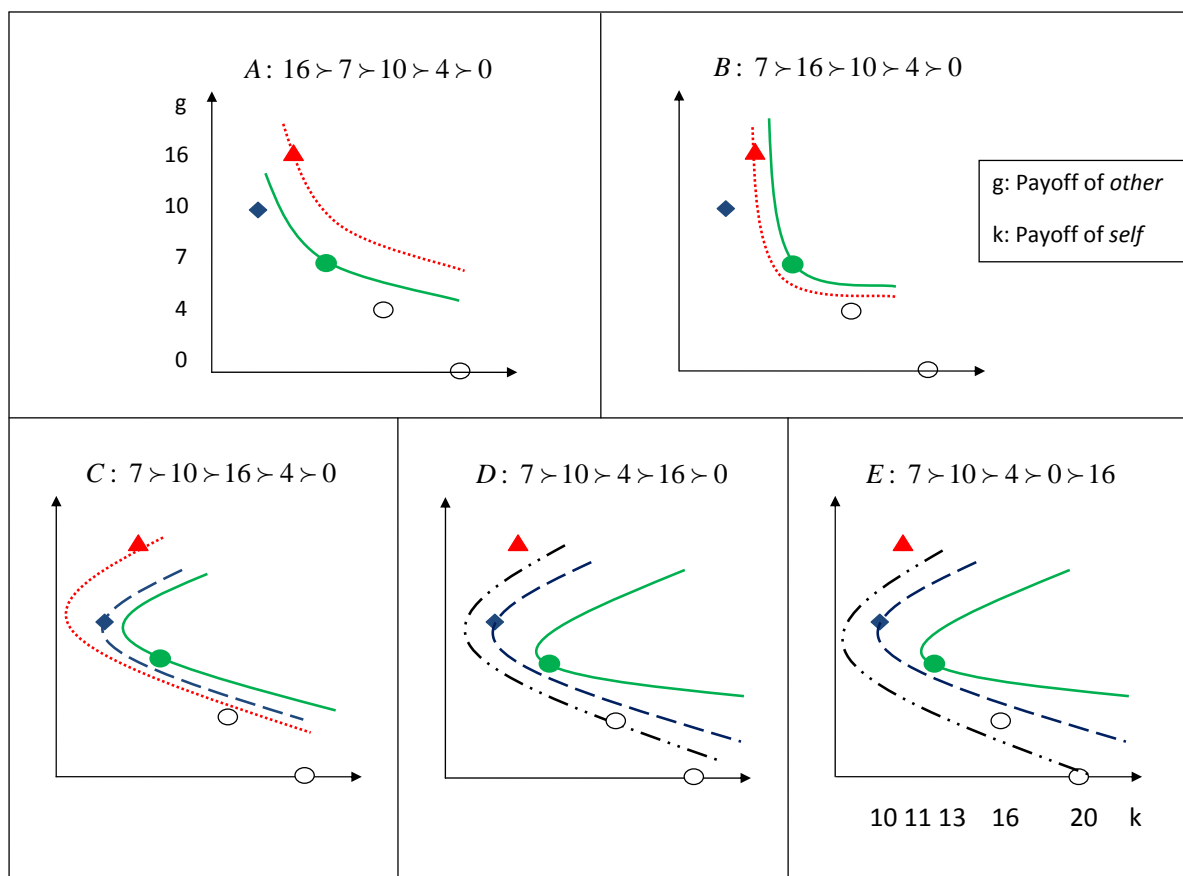 A: 16 ≻ 7 ≻ 10 ≻ 4 ≻ 0
g
16
10
7
4
0
B: 7 ≻ 16 ≻ 10 ≻ 4 ≻ 0
g: Payoff of other
k: Payoff of self
C: 7 ≻ 10 ≻ 16 ≻ 4 ≻ 0
D: 7 ≻ 10 ≻ 4 ≻ 16 ≻ 0
E: 7 ≻ 10 ≻ 4 ≻ 0 ≻ 16
10 11 13 16 20 k